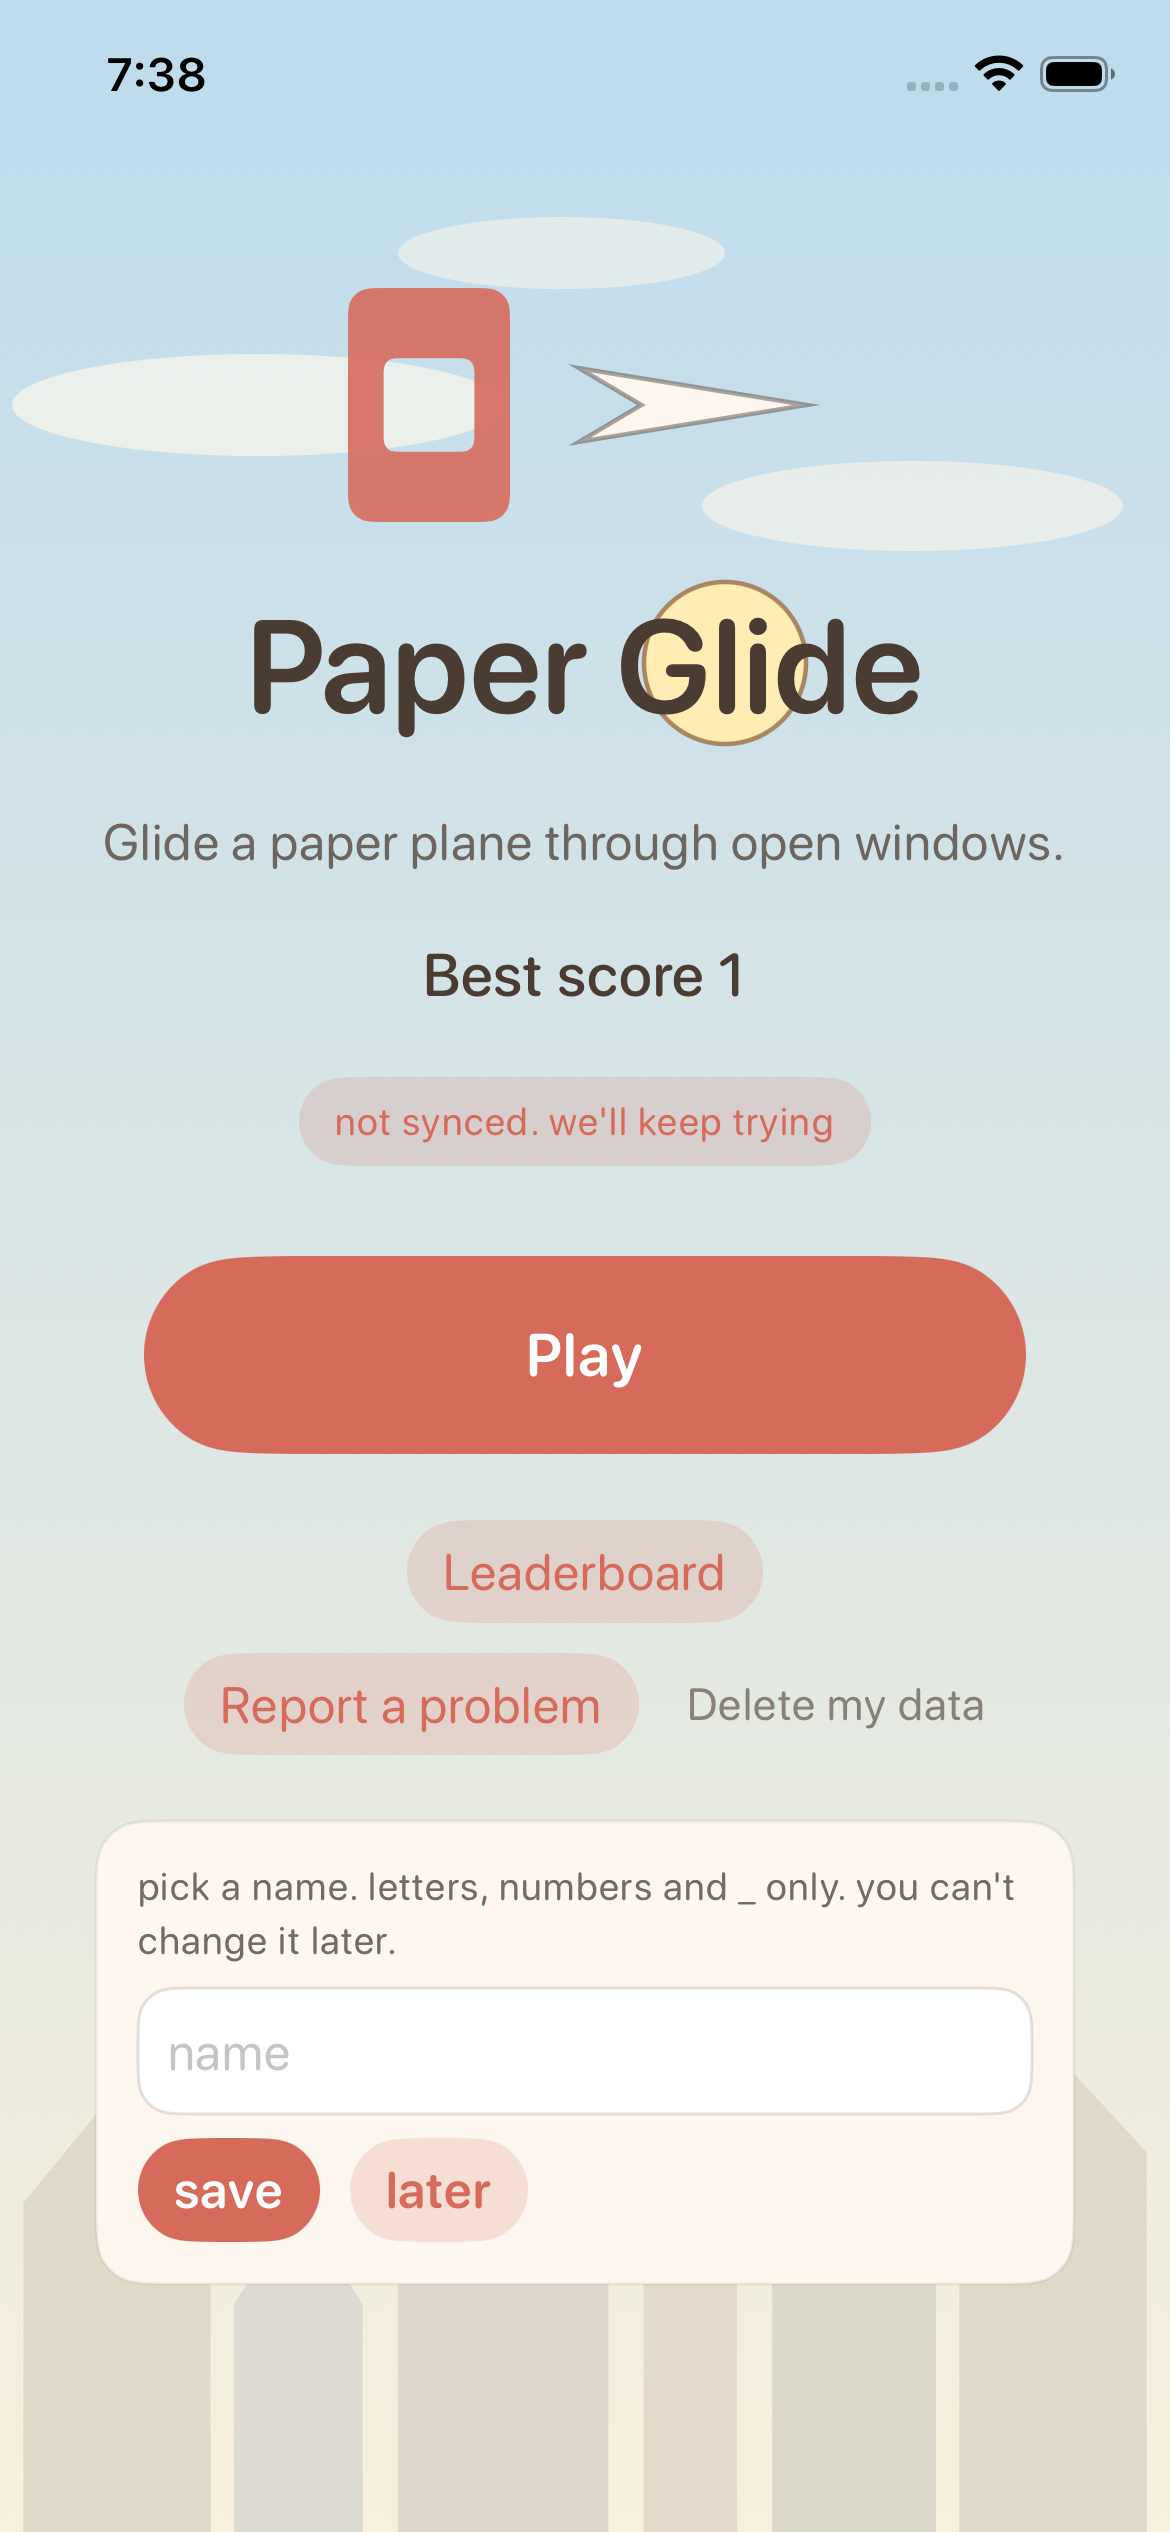 7:38
Paper Glide
Glide a paper plane through open windows.
Best score 1
not synced. we'll keep trying
Play
Leaderboard
Report a problem
Delete my data
pick a name. letters, numbers and _ only. you can't
change it later.
name
save
later